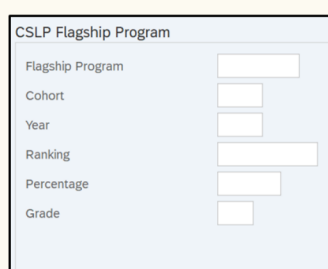 CSLP Flagship Program
Flagship Program
Cohort
Year
Ranking
Percentage
Grade